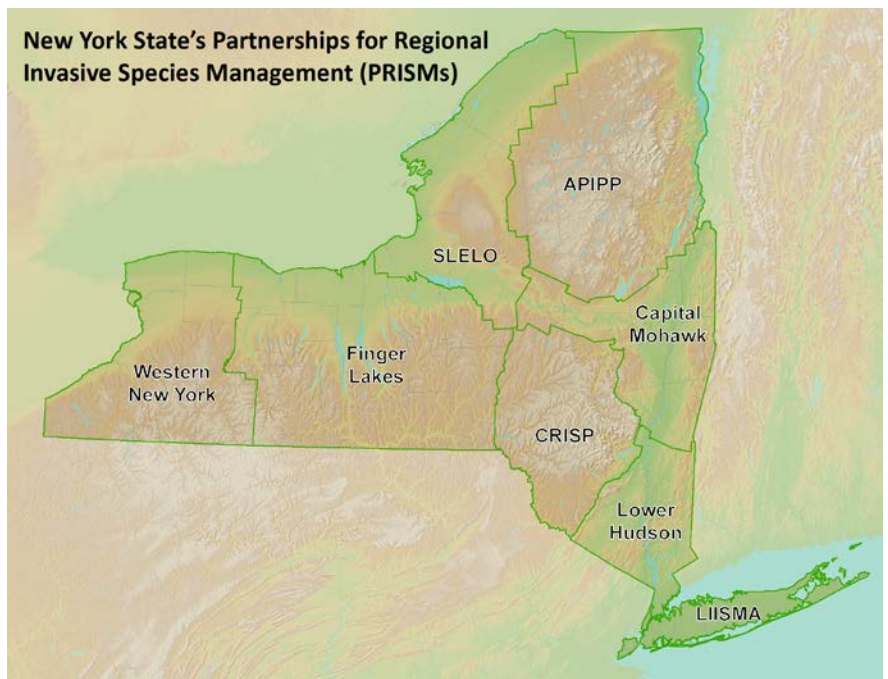 New York State's Partnerships for Regional
Invasive Species Management (PRISMs)
APIPP
SLELO
Capital
Mohawk
Finger
Lakes
Western
New York
CRISP
Lower
Hudson
LIISMA